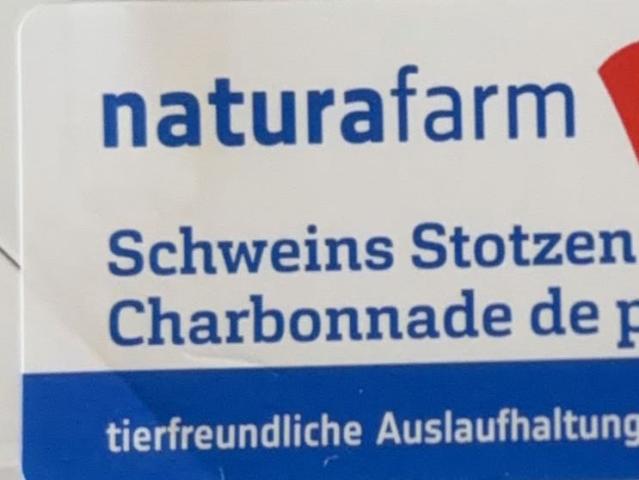 naturafarm
Schweins Stotzen
Charbonnade de
tierfreundliche Auslaufhaltung